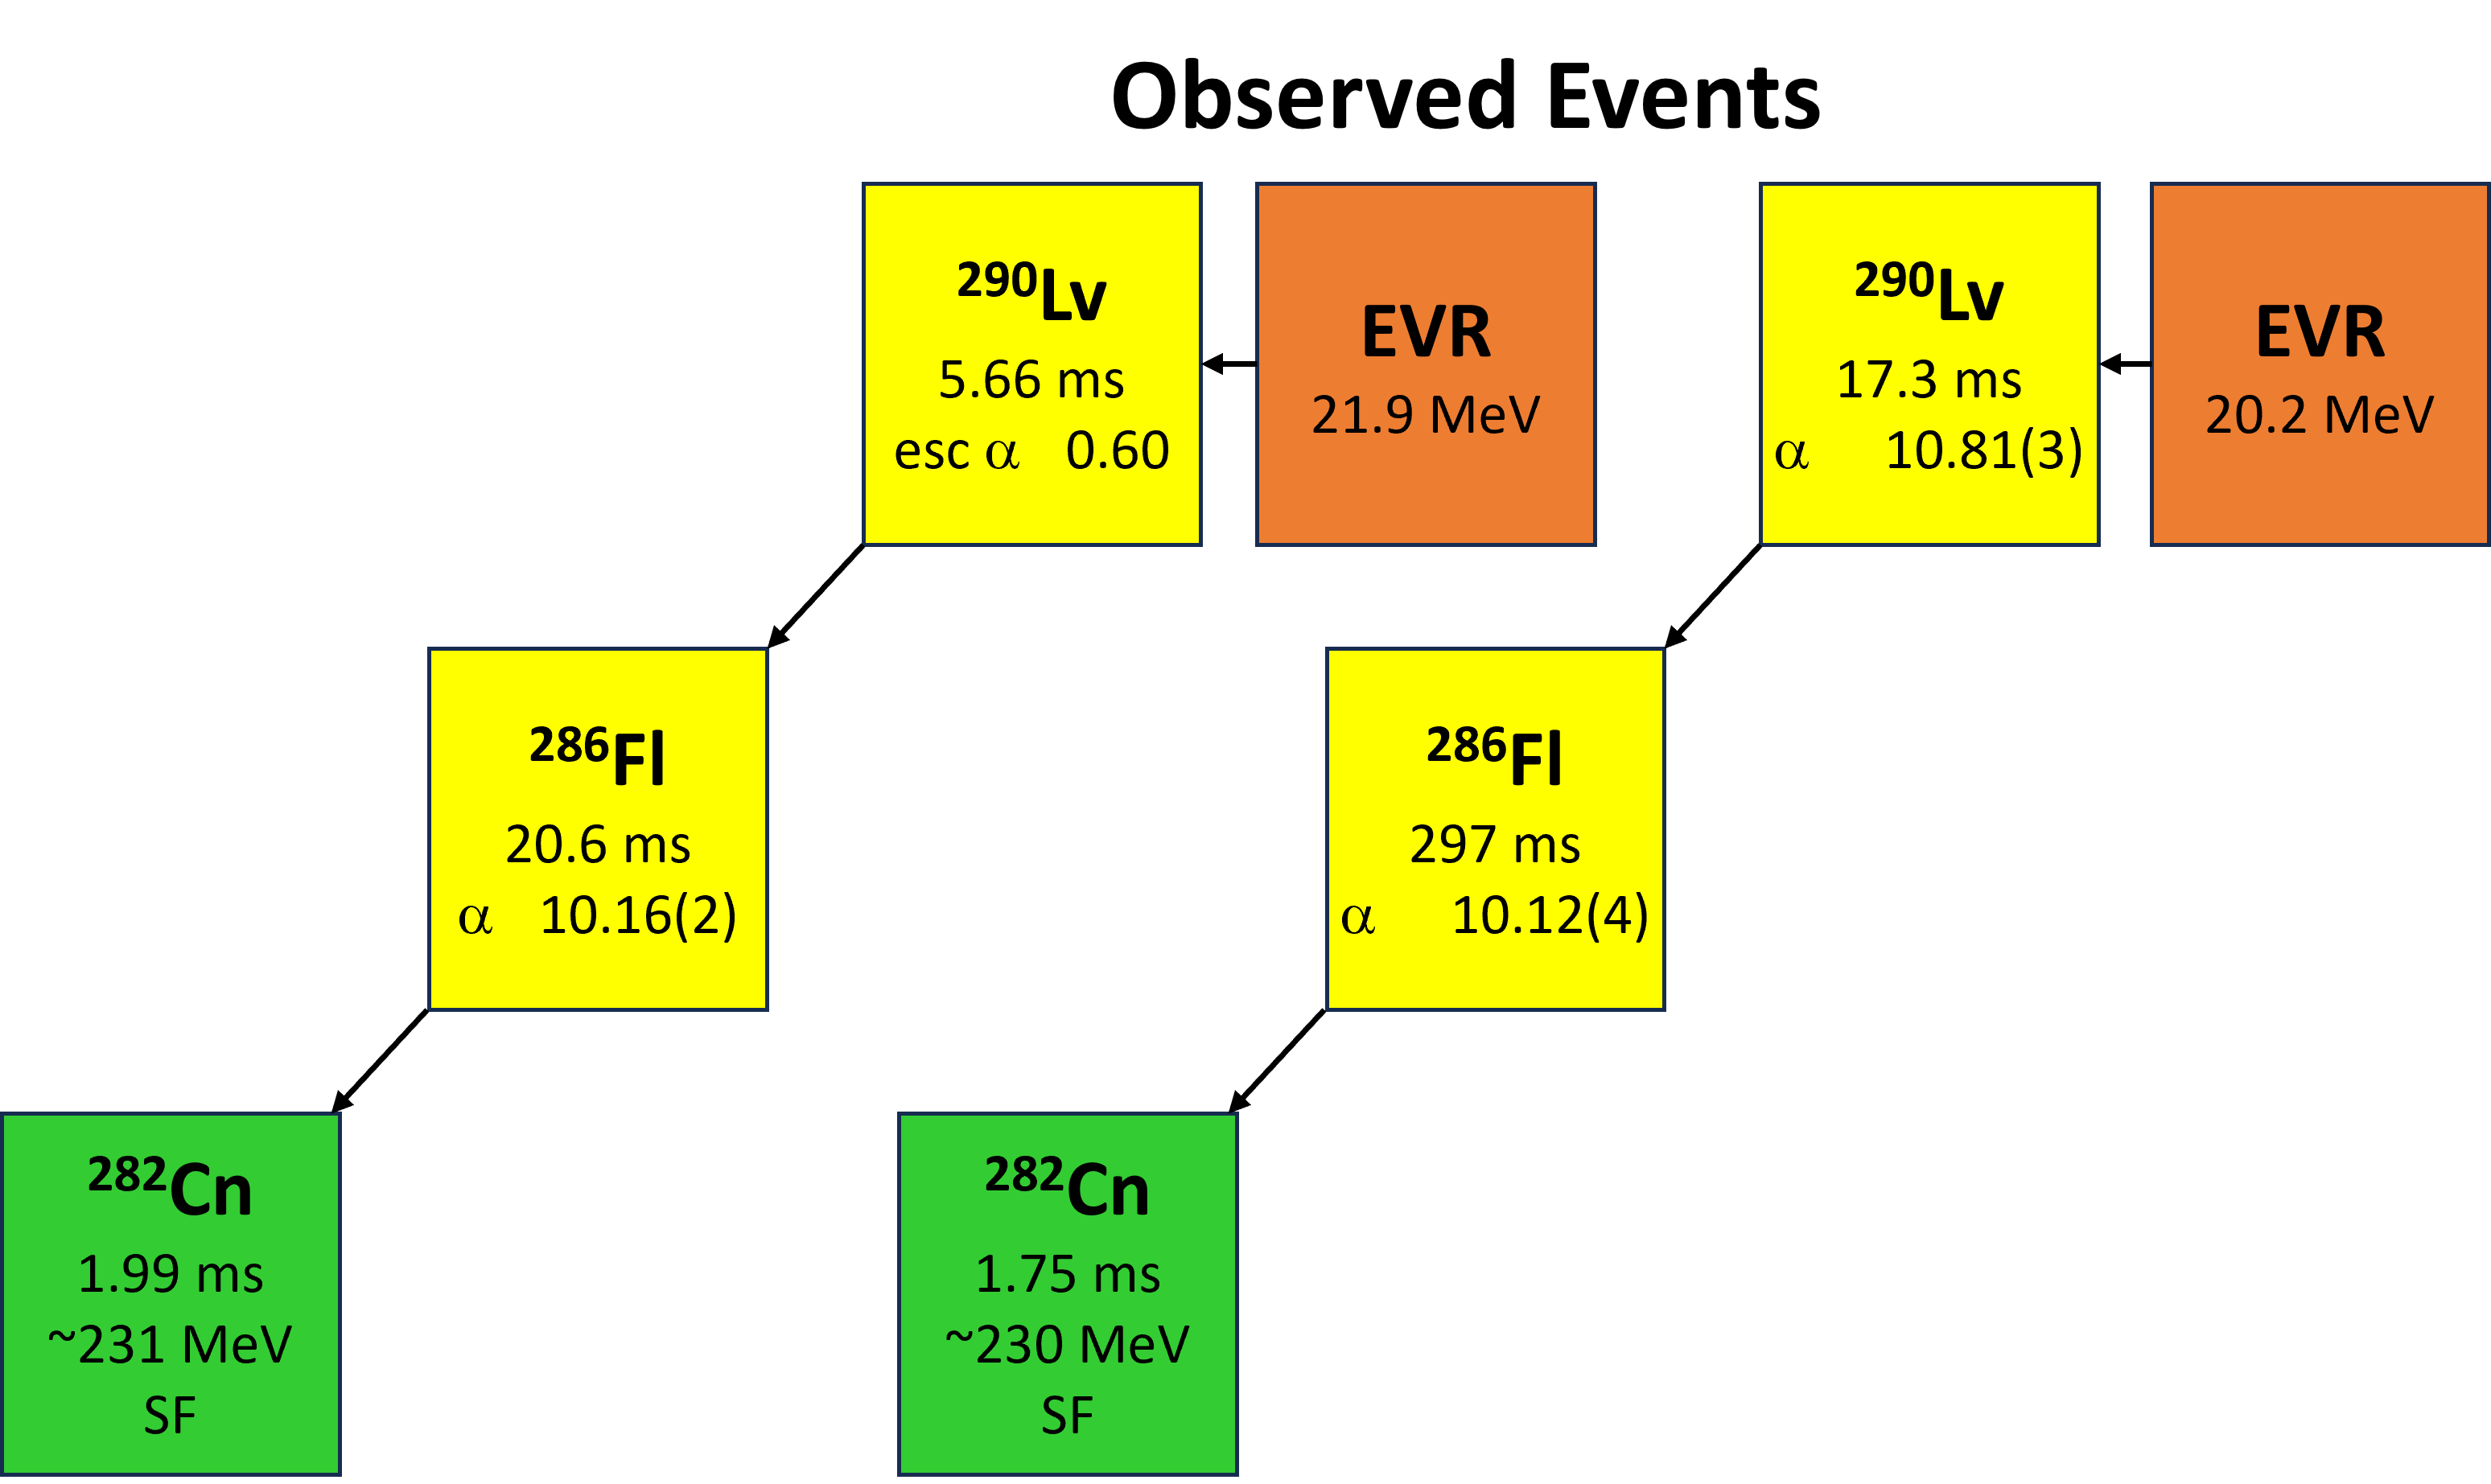 Observed Events
290Lv
5.66 ms
esc α 0.60
EVR
21.9 MeV
290Lv
17.3 ms
α 10.81(3)
EVR
20.2 MeV
286Fl
20.6 ms
α 10.16(2)
286Fl
297 ms
α 10.12(4)
282Cn
1.99 ms
~231 MeV
SF
282Cn
1.75 ms
~230 MeV
SF